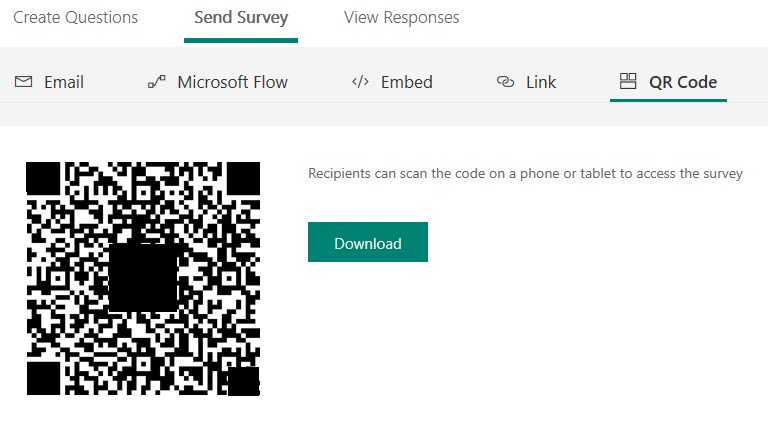 Create Questions Send Survey View Responses
Email Microsoft Flow </> Embed Link QR Code
Recipients can scan the code on a phone or tablet to access the survey
Download